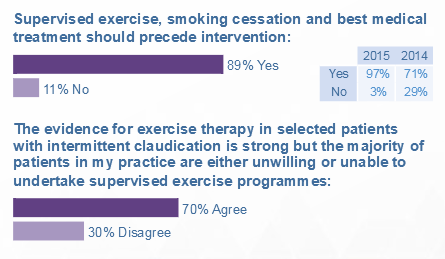 Supervised exercise, smoking cessation and best medical
treatment should precede intervention:
89% Yes
11% No
2015 2014
Yes 97% 71%
No 3% 29%
The evidence for exercise therapy in selected patients
with intermittent claudication is strong but the majority of
patients in my practice are either unwilling or unable to
undertake supervised exercise programmes:
70% Agree
30% Disagree